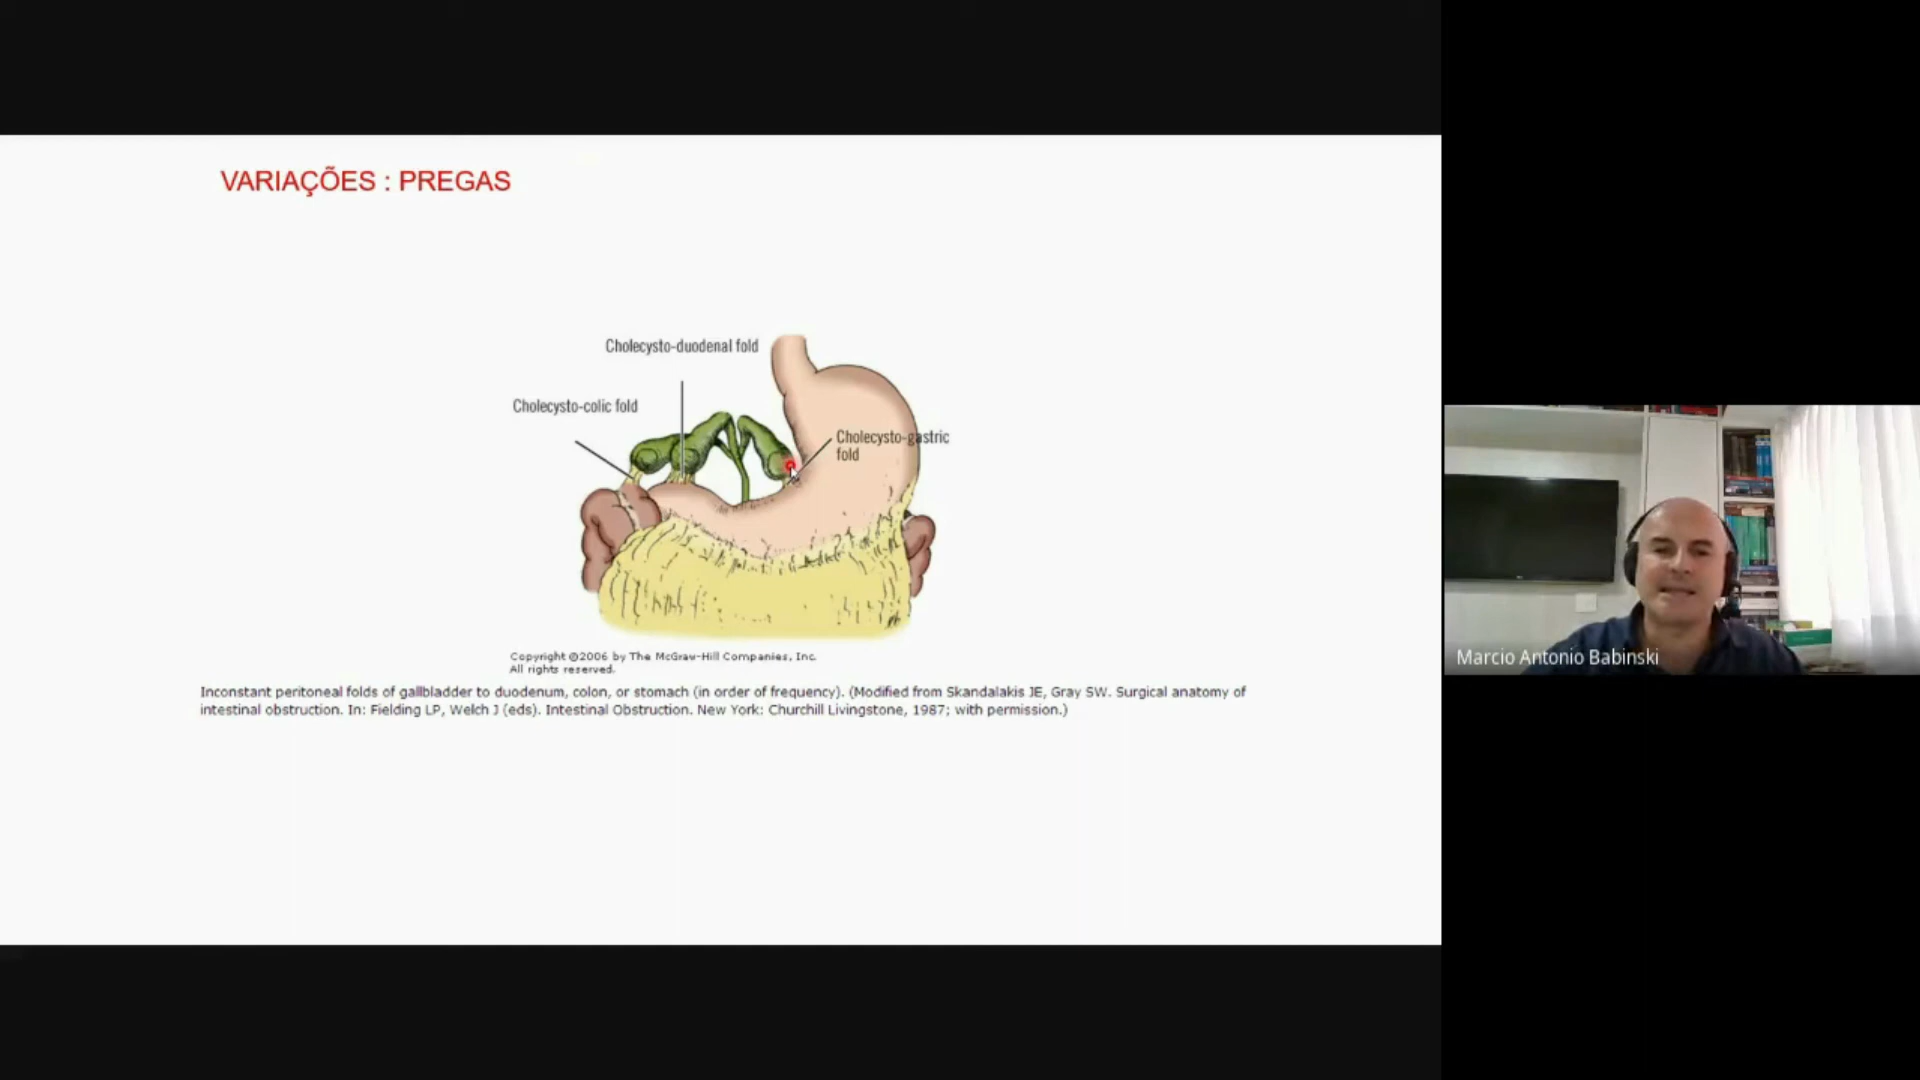 VARIAÇÕES : PREGAS
Cholecysto-duodenal fold
Cholecysto-colic fold
Cholecysto-gastric
fold
Copyright ©2006 by The McGraw-Hill Companies, Inc.
All rights reserved.
Inconstant peritoneal folds of gallbladder to duodenum, colon, or stomach (in order of frequency). (Modified from Skandalakis JE, Gray SW. Surgical anatomy of
intestinal obstruction. In: Fielding LP, Welch J (eds). Intestinal Obstruction. New York: Churchill Livingstone, 1987; with permission.)
Marcio Antonio Babinski